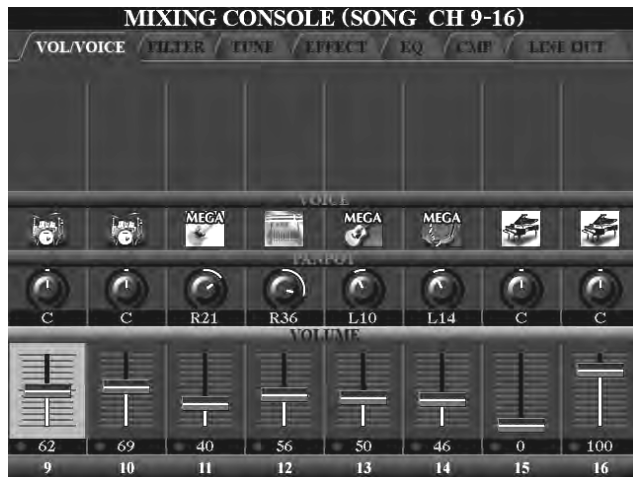 MIXING CONSOLE (SONG CH 9-16)
VOL/VOICE FILTER TUNE EFFECT EQ CMP LINE OUT
VOICE
MEGA MEGA MEGA
PANPOT
C C R21 R36 L10 L14 C C
VOLUME
62 69 40 56 50 46 0 100
9 10 11 12 13 14 15 16